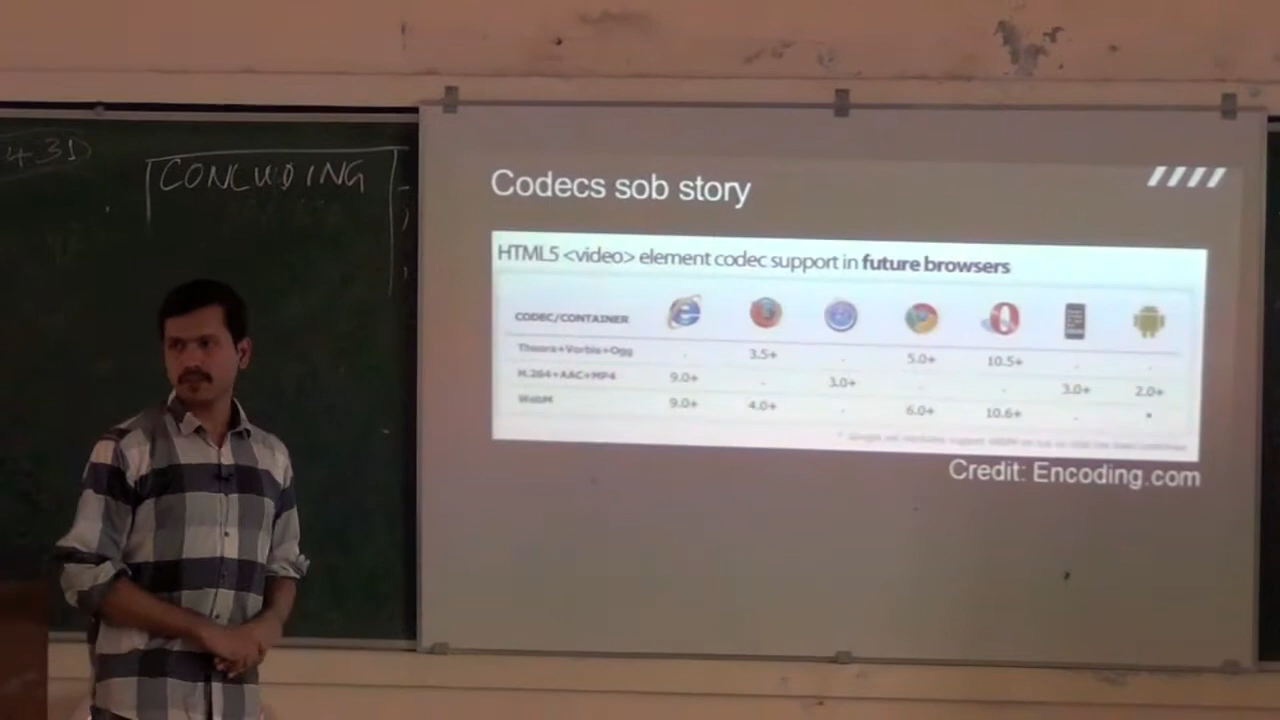 4.31)
CONCLUDING
Codecs sob story
HTML5 <video> element codec support in future browsers
CODEC/CONTAINER
Theora+Vorbis+Ogg - 3.5+ - 5.0+ 10.5+ - -
H.264+AAC+MP4 9.0+ - 3.0+ - - 3.0+ 2.0+
WebM 9.0+ 4.0+ - 6.0+ 10.6+ - *
Credit: Encoding.com